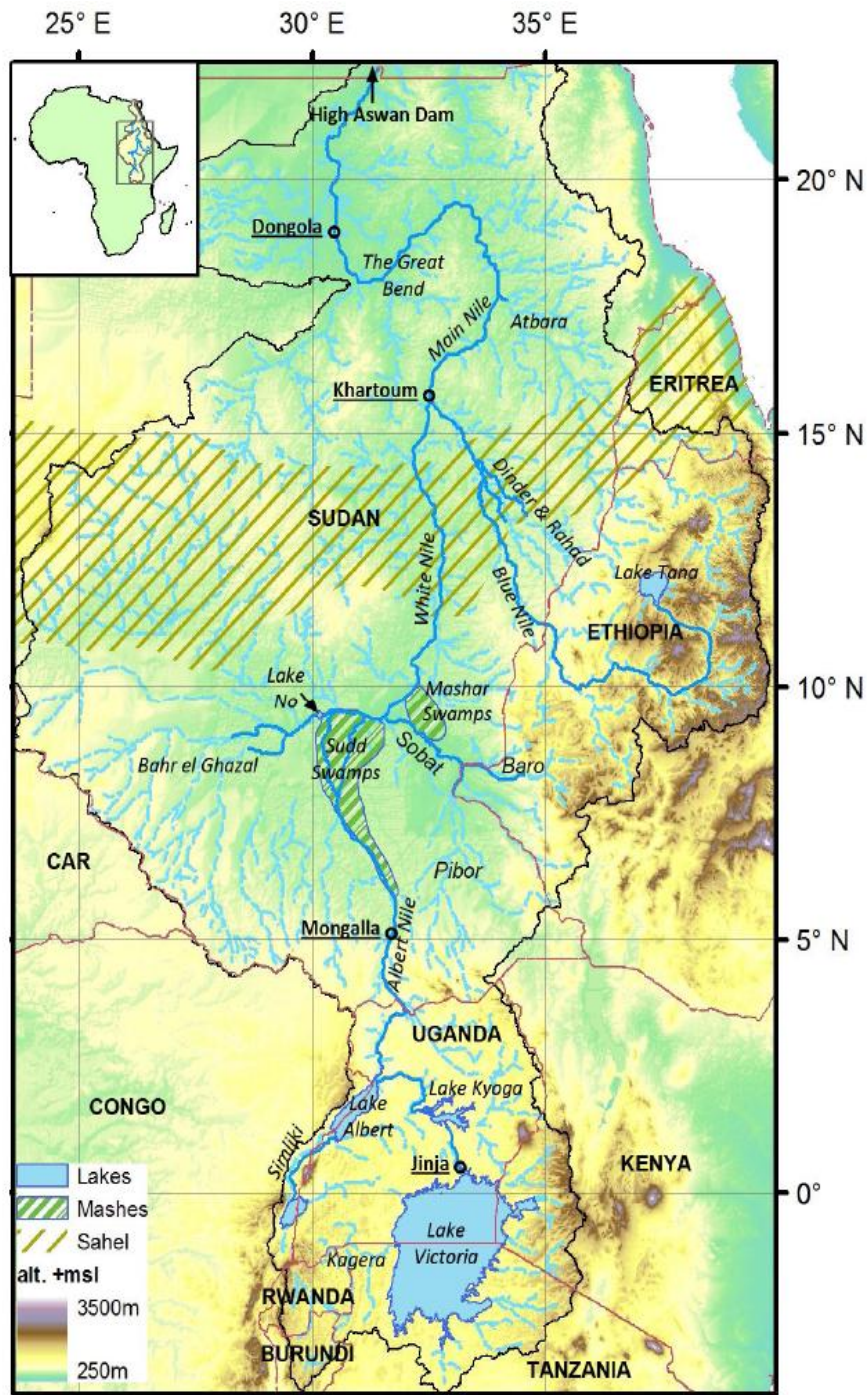 25° E
30° E
35° E
High Aswan Dam
20° N
Dongola
The Great
Bend
Main Nile
Atbara
Khartoum
ERITREA
15° N
Dinder & Rahad
SUDAN
White Nile
Blue Nile
Lake Tana
ETHIOPIA
Lake
No
Mashar
Swamps
10° N
Sudd
Swamps
Sobat
Bahr el Ghazal
Baro
CAR
Pibor
Mongalla
Albert Nile
5° N
UGANDA
Lake Kyoga
CONGO
Lake
Albert
Simliki
Jinja
KENYA
Lakes
0°
Mashes
Lake
Victoria
Sahel
Kagera
alt. +msl
RWANDA
3500m
BURUNDI
250m
TANZANIA